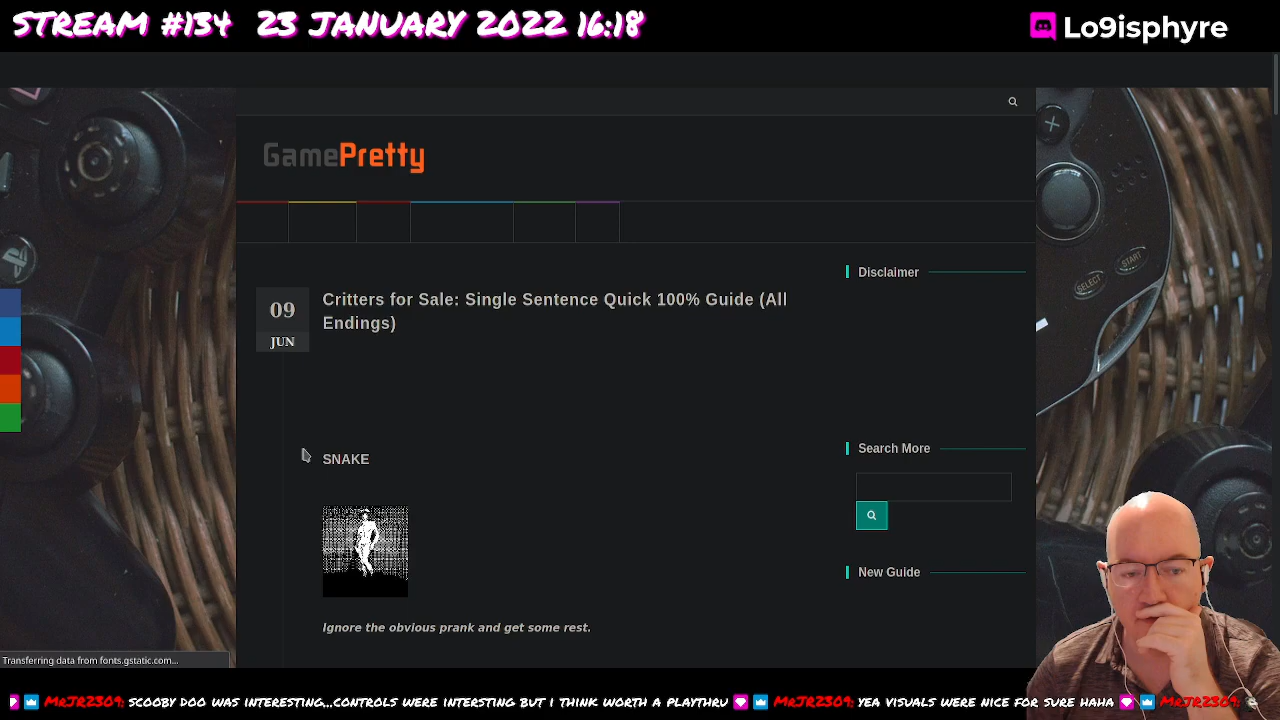 STREAM #134 23 JANUARY 2022 16:18
Lo9isphyre
GamePretty
Disclaimer
09
JUN
Critters for Sale: Single Sentence Quick 100% Guide (All
Endings)
Search More
SNAKE
New Guide
Ignore the obvious prank and get some rest.
Transferring data from fonts.gstatic.com...
SELECT
START
MrJR2309: SCOOBY DOO WAS INTERESTING...CONTROLS WERE INTERESTING BUT I THINK WORTH A PLAYTHRU MrJR2309: YEA VISUALS WERE NICE FOR SURE HAHA MrJR2309: